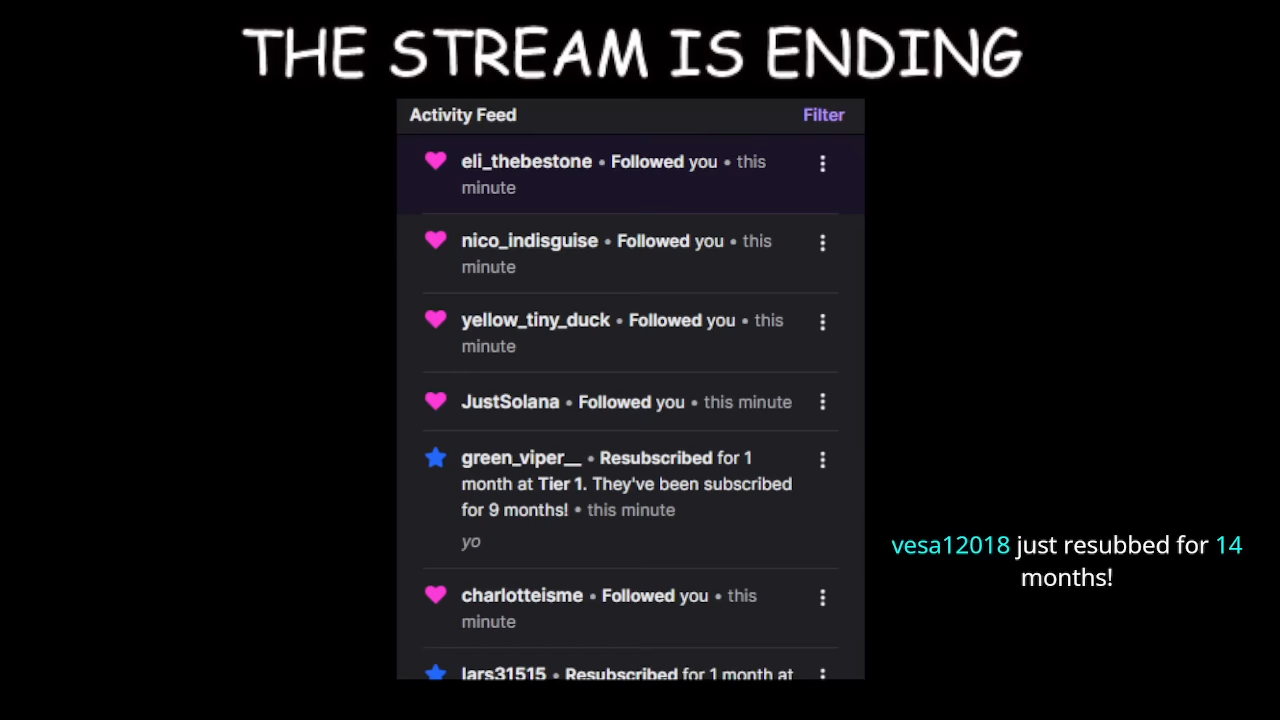 THE STREAM IS ENDING
Activity Feed Filter
eli_thebestone • Followed you • this
minute
nico_indisguise • Followed you • this
minute
yellow_tiny_duck • Followed you • this
minute
JustSolana • Followed you • this minute
green_viper__ • Resubscribed for 1
month at Tier 1. They've been subscribed
for 9 months! • this minute
yo
vesa12018 just resubbed for 14
months!
charlotteisme • Followed you • this
minute
lars31515 • Resubscribed for 1 month at